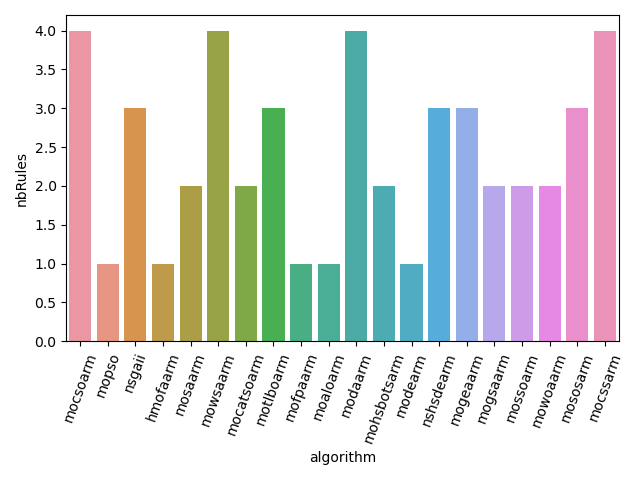 4.0
3.5
3.0
2.5
2.0
1.5
1.0
0.5
0.0
nbRules
mocsoarm
mopso
nsgaii
hmofaarm
mosaarm
mowsaarm
mocatsoarm
motlboarm
mofpaarm
moaloarm
modaarm
mohsbotsarm
modearm
nshsdearm
mogeaarm
mogsaarm
mossoarm
mowoaarm
mososarm
mocssarm
algorithm